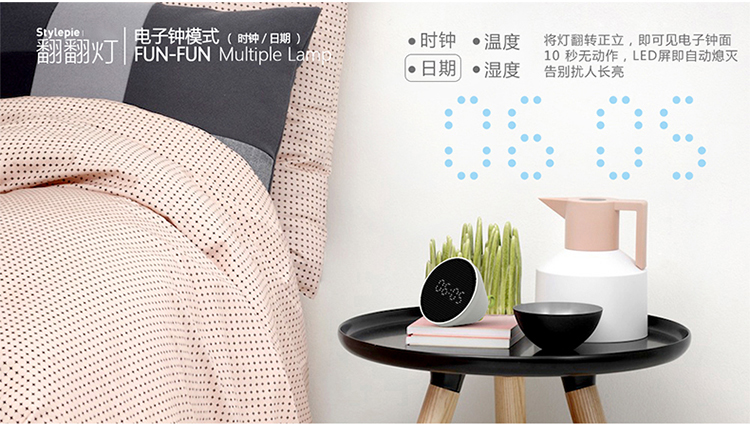 Stylepie
翻翻灯
电子钟模式 ( 时钟/日期 )
FUN-FUN Multiple Lamp
• 时钟 • 温度
• 日期 • 湿度
将灯翻转正立，即可见电子钟面
10 秒无动作，LED屏即自动熄灭
告别扰人长亮
06 05
06:05